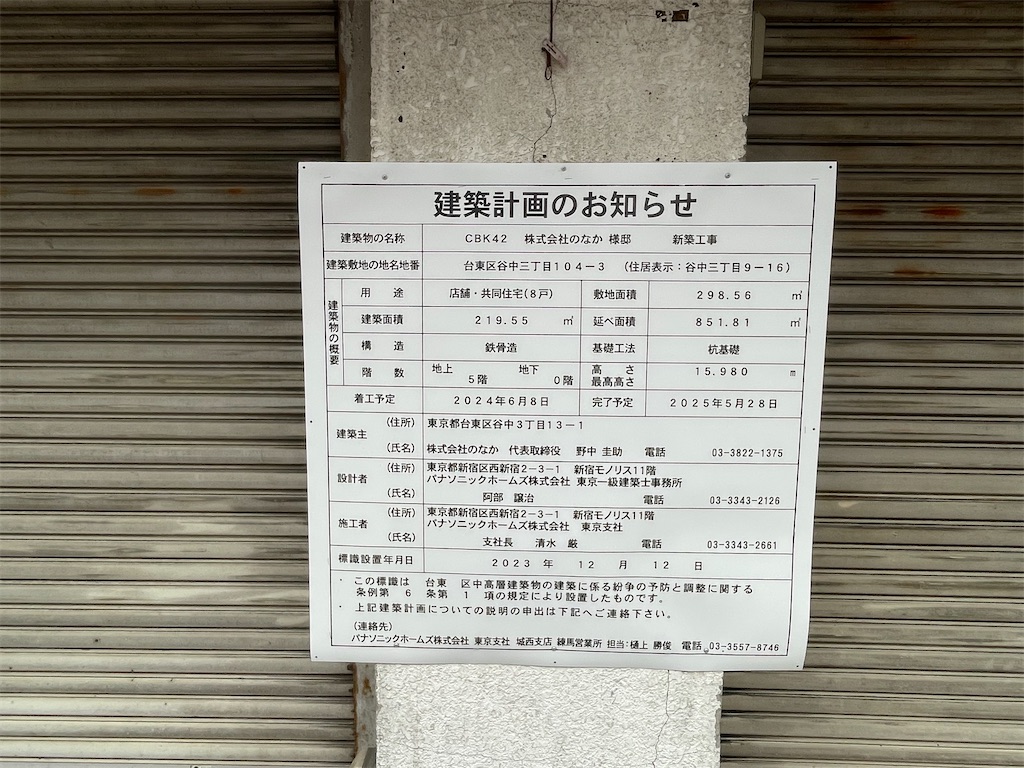 建築計画のお知らせ
建築物の名称 CBK42 株式会社のなか 様邸 新築工事
建築敷地の地名地番 台東区谷中三丁目104-3 (住居表示:谷中三丁目9-16)
建築物の概要
用途 店舗・共同住宅(8戸) 敷地面積 298.56 ㎡
建築面積 219.55 ㎡ 延べ面積 851.81 ㎡
構造 鉄骨造 基礎工法 杭基礎
階数 地上 5階 地下 0階 高さ 最高高さ 15.980 m
着工予定 2024年6月8日 完了予定 2025年5月28日
建築主 (住所) 東京都台東区谷中3丁目13-1
(氏名) 株式会社のなか 代表取締役 野中 圭助 電話 03-3822-1375
設計者 (住所) 東京都新宿区西新宿2-3-1 新宿モノリス11階
パナソニックホームズ株式会社 東京一級建築士事務所
(氏名) 阿部 譲治 電話 03-3343-2126
施工者 (住所) 東京都新宿区西新宿2-3-1 新宿モノリス11階
パナソニックホームズ株式会社 東京支社
(氏名) 支社長 清水 厳 電話 03-3343-2661
標識設置年月日 2023 年 12 月 12 日
・ この標識は 台東 区中高層建築物の建築に係る紛争の予防と調整に関する
条例第 6 条第 1 項の規定により設置したものです。
・ 上記建築計画についての説明の申出は下記へご連絡下さい。
(連絡先)
パナソニックホームズ株式会社 東京支社 城西支店 練馬営業所 担当:樋上 勝俊 電話 03-3557-8746